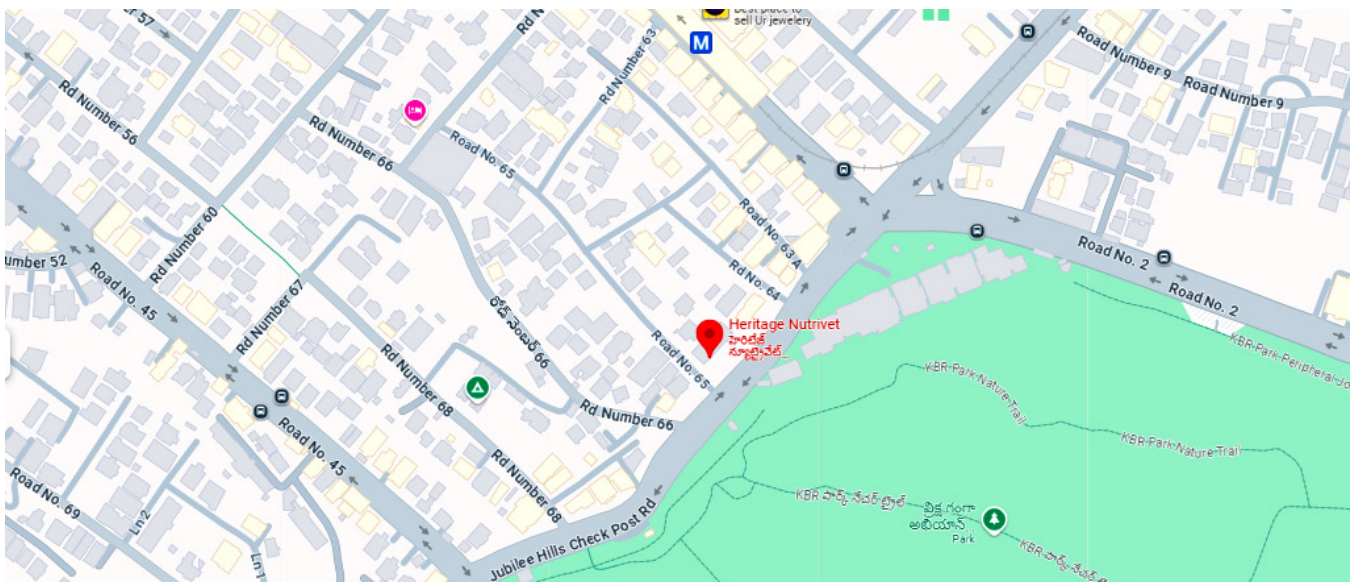 Best place to
sell Ur jewelery
M
Rd N
Rd Number 63
mber 57
Rd Number 56
Rd Number 66
Road No. 65
Road Number 9
Road Number 9
Road No. 63 A
Rd Number 60
umber 52
Road No. 45
Rd Number 67
రోడ్ నెంబర్ 66
Rd No. 64
Road No. 2
Road No. 2
Heritage Nutrivet
హెరిటేజ్
న్యూట్రివేట్...
Road No. 65
KBR Park Peripheral Jo
KBR Park Nature Trail
KBR Park Nature Trail
Rd Number 68
Rd Number 66
Road No. 45
Rd Number 68
Road No. 69
Ln 2
Ln 1
Jubilee Hills Check Post Rd
KBR పార్క్ నేచర్ ట్రైల్
Park